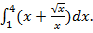 ∫₁⁴(x + √x/x)dx.